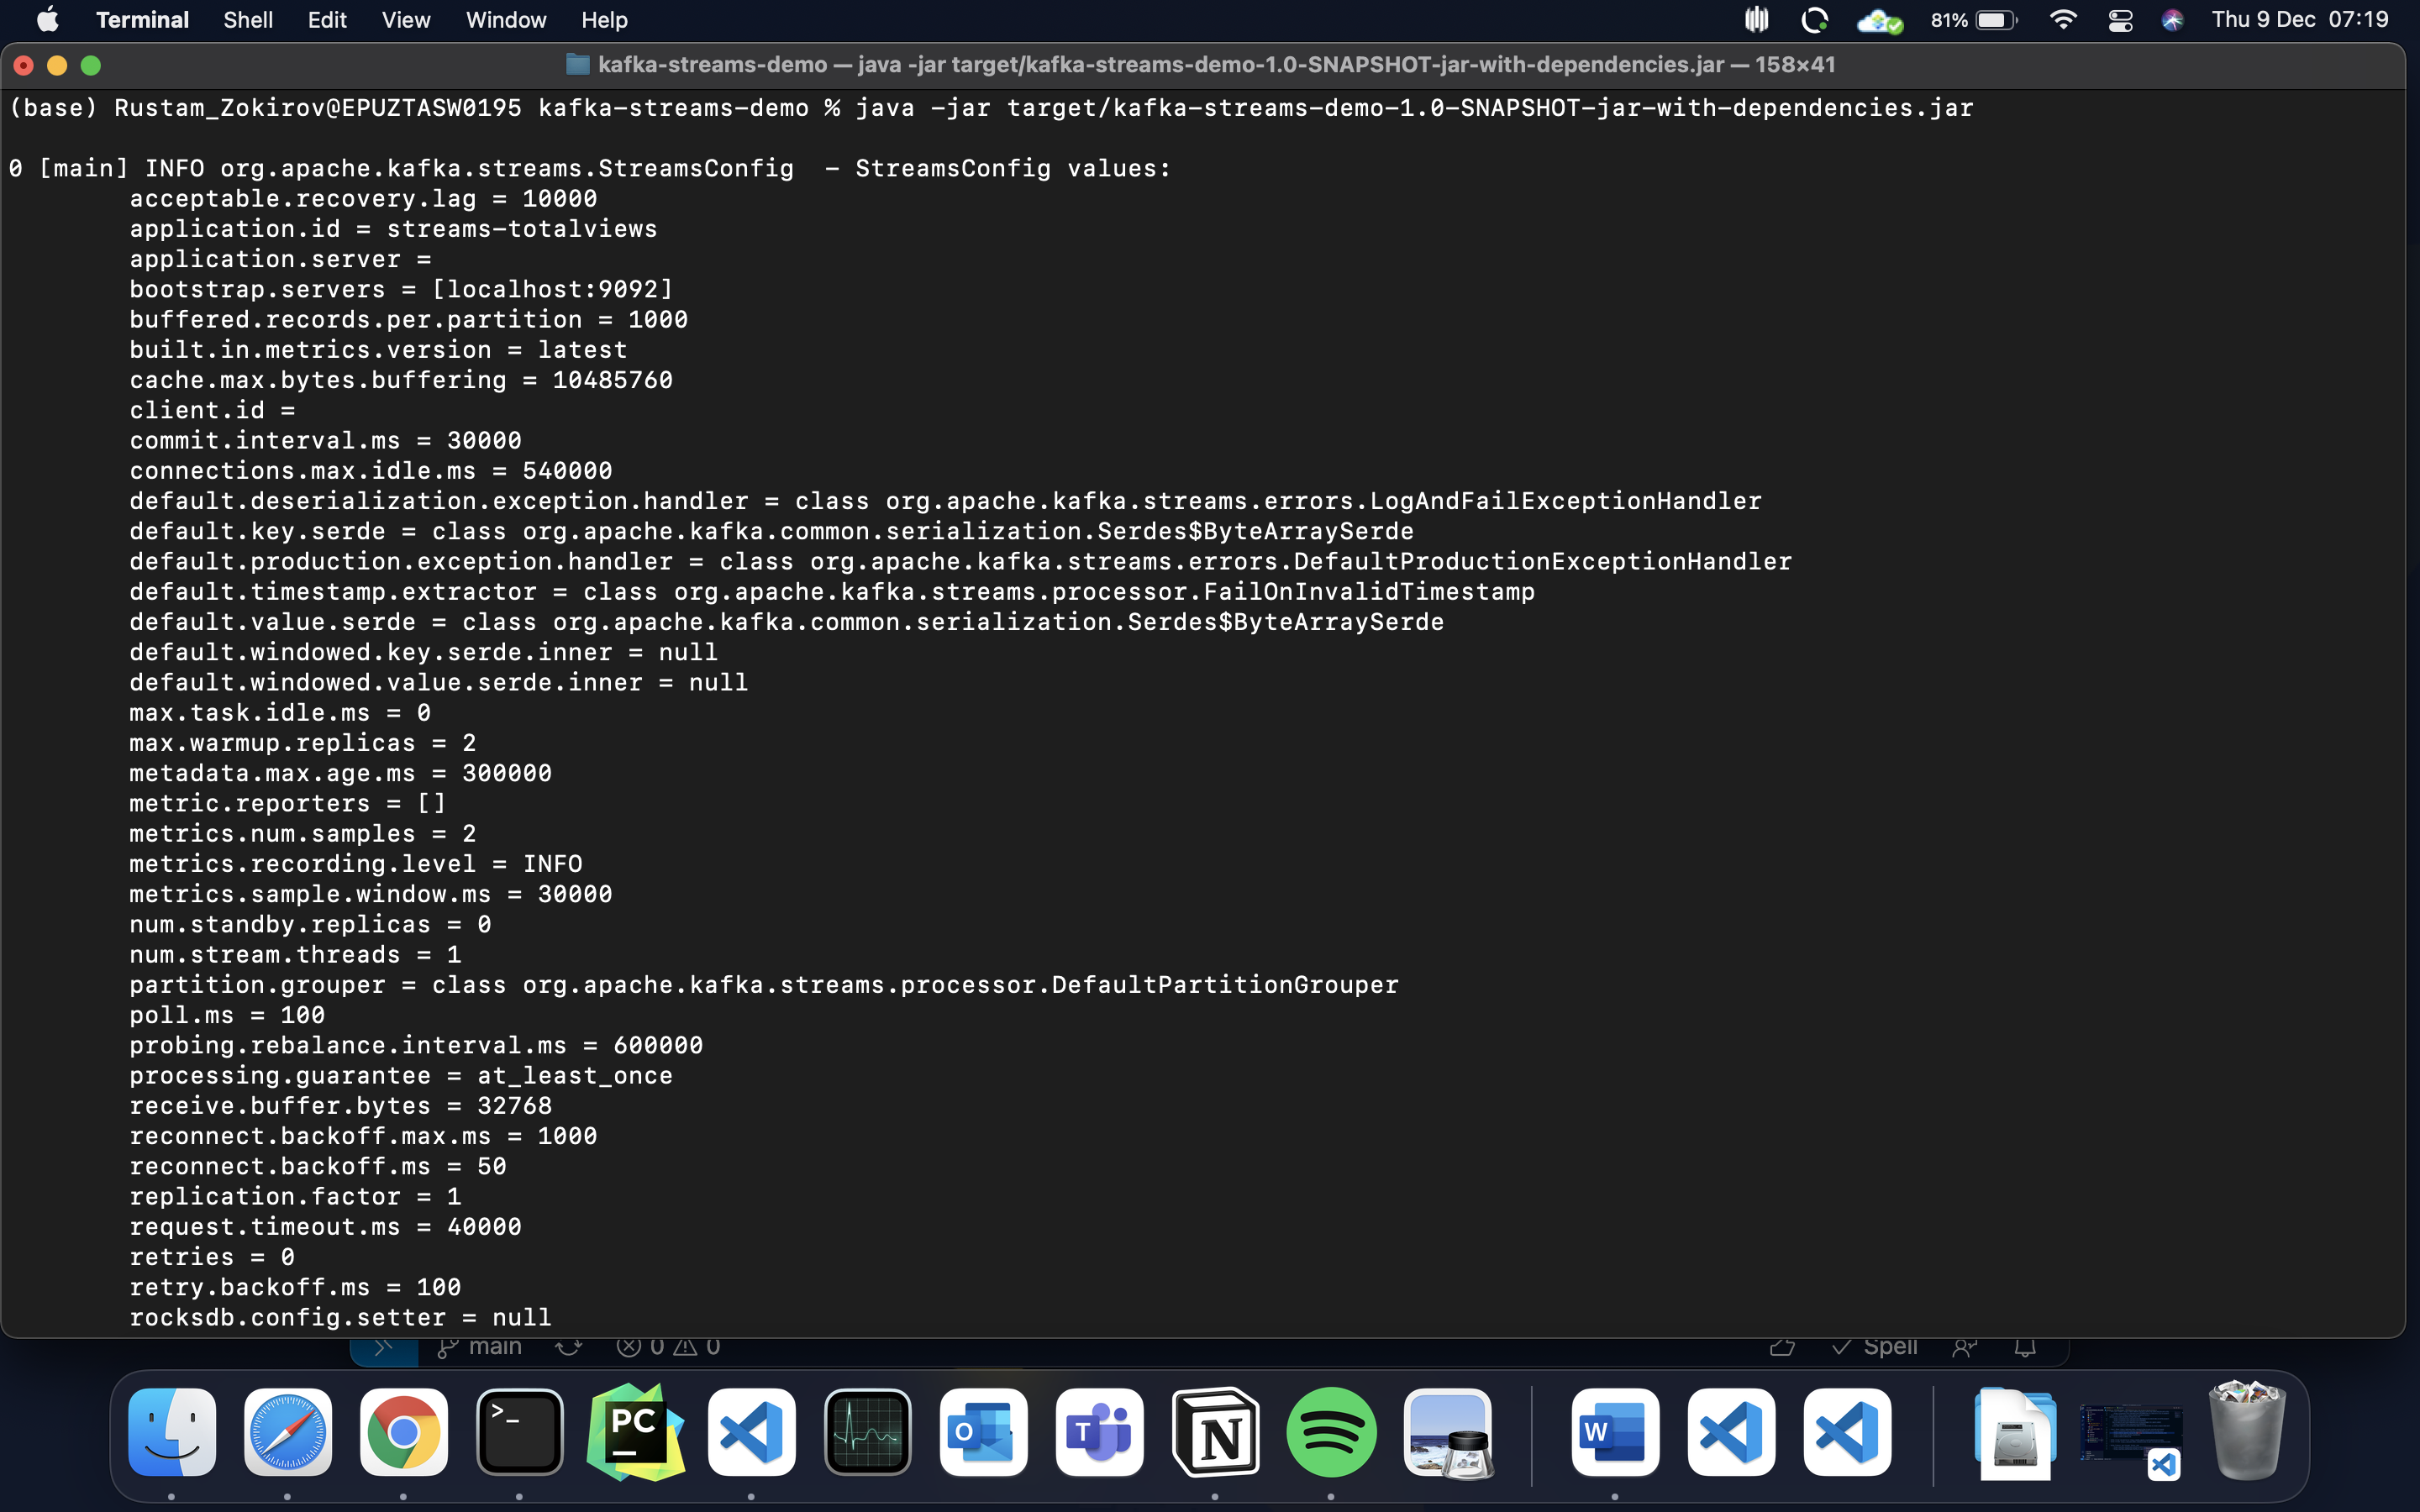 Terminal Shell Edit View Window Help 81% Thu 9 Dec 07:19
kafka-streams-demo — java -jar target/kafka-streams-demo-1.0-SNAPSHOT-jar-with-dependencies.jar — 158×41
(base) Rustam_Zokirov@EPUZTASW0195 kafka-streams-demo % java -jar target/kafka-streams-demo-1.0-SNAPSHOT-jar-with-dependencies.jar
0 [main] INFO org.apache.kafka.streams.StreamsConfig  - StreamsConfig values:
acceptable.recovery.lag = 10000
application.id = streams-totalviews
application.server =
bootstrap.servers = [localhost:9092]
buffered.records.per.partition = 1000
built.in.metrics.version = latest
cache.max.bytes.buffering = 10485760
client.id =
commit.interval.ms = 30000
connections.max.idle.ms = 540000
default.deserialization.exception.handler = class org.apache.kafka.streams.errors.LogAndFailExceptionHandler
default.key.serde = class org.apache.kafka.common.serialization.Serdes$ByteArraySerde
default.production.exception.handler = class org.apache.kafka.streams.errors.DefaultProductionExceptionHandler
default.timestamp.extractor = class org.apache.kafka.streams.processor.FailOnInvalidTimestamp
default.value.serde = class org.apache.kafka.common.serialization.Serdes$ByteArraySerde
default.windowed.key.serde.inner = null
default.windowed.value.serde.inner = null
max.task.idle.ms = 0
max.warmup.replicas = 2
metadata.max.age.ms = 300000
metric.reporters = []
metrics.num.samples = 2
metrics.recording.level = INFO
metrics.sample.window.ms = 30000
num.standby.replicas = 0
num.stream.threads = 1
partition.grouper = class org.apache.kafka.streams.processor.DefaultPartitionGrouper
poll.ms = 100
probing.rebalance.interval.ms = 600000
processing.guarantee = at_least_once
receive.buffer.bytes = 32768
reconnect.backoff.max.ms = 1000
reconnect.backoff.ms = 50
replication.factor = 1
request.timeout.ms = 40000
retries = 0
retry.backoff.ms = 100
rocksdb.config.setter = null
main 0 0 Spell
>_ PC O T N W